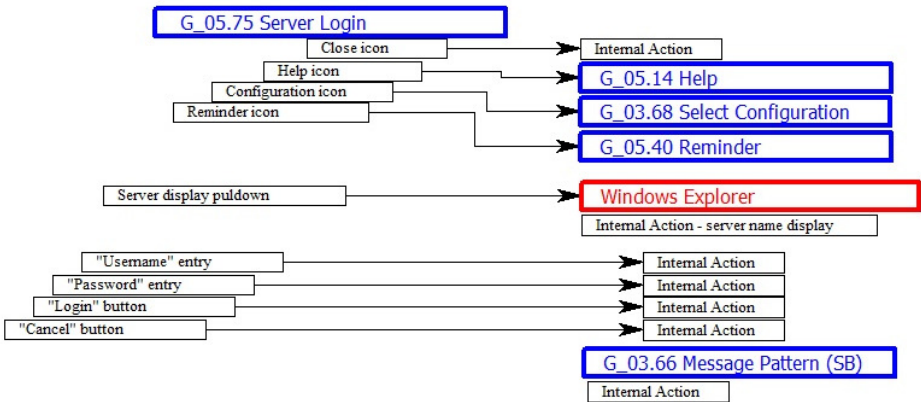 G_05.75 Server Login
Close icon
Internal Action
Help icon
G_05.14 Help
Configuration icon
G_03.68 Select Configuration
Reminder icon
G_05.40 Reminder
Server display puldown
Windows Explorer
Internal Action - server name display
"Username" entry
Internal Action
"Password" entry
Internal Action
"Login" button
Internal Action
"Cancel" button
Internal Action
G_03.66 Message Pattern (SB)
Internal Action